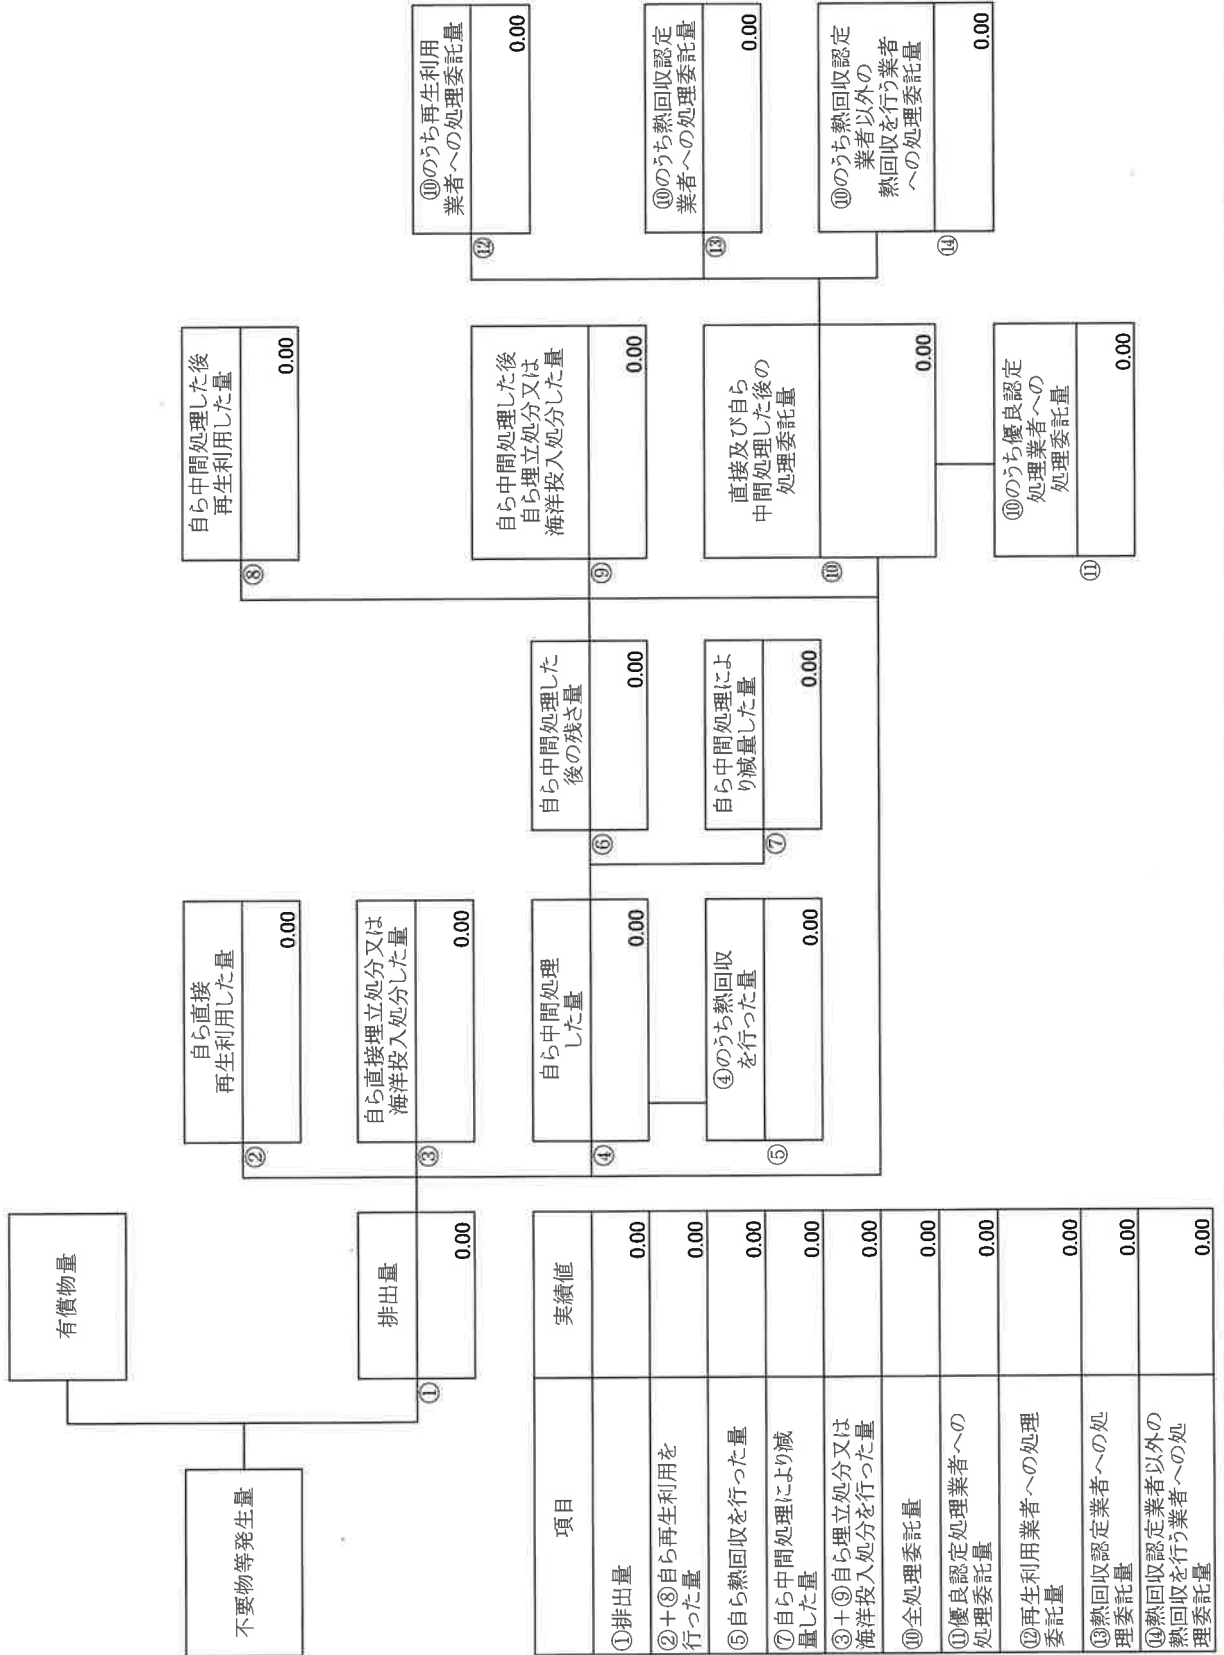 有償物量
不要物等発生量
排出量
①
0.00
自ら直接
再生利用した量
②
0.00
自ら直接埋立処分又は
海洋投入処分した量
③
0.00
自ら中間処理
した量
④
0.00
④のうち熱回収
を行った量
⑤
0.00
自ら中間処理した
後の残さ量
⑥
0.00
自ら中間処理によ
り減量した量
⑦
0.00
自ら中間処理した後
再生利用した量
⑧
0.00
自ら中間処理した後
自ら埋立処分又は
海洋投入処分した量
⑨
0.00
直接及び自ら
中間処理した後の
処理委託量
⑩
0.00
⑩のうち優良認定
処理業者への
処理委託量
⑪
0.00
⑩のうち再生利用
業者への処理委託量
⑫
0.00
⑩のうち熱回収認定
業者への処理委託量
⑬
0.00
⑩のうち熱回収認定
業者以外の
熱回収を行う業者
への処理委託量
⑭
0.00
項目 実績値
①排出量 0.00
②+⑧自ら再生利用を
行った量 0.00
⑤自ら熱回収を行った量 0.00
⑦自ら中間処理により減
量した量 0.00
③+⑨自ら埋立処分又は
海洋投入処分を行った量 0.00
⑩全処理委託量 0.00
⑪優良認定処理業者への
処理委託量 0.00
⑫再生利用業者への処理
委託量 0.00
⑬熱回収認定業者への処
理委託量 0.00
⑭熱回収認定業者以外の
熱回収を行う業者への処
理委託量 0.00